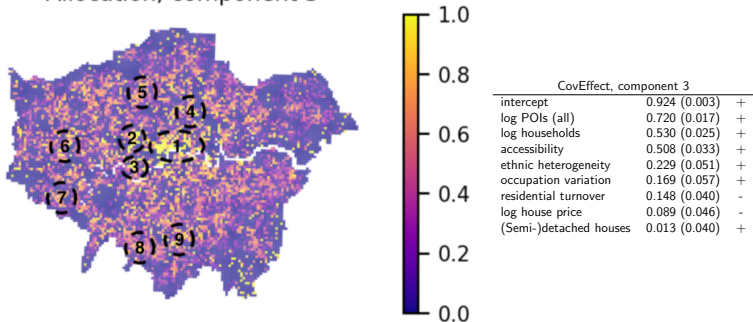 Allocation, component 3
5
4
2
1
6
3
7
8
9
1.0
0.8
0.6
0.4
0.2
0.0
CovEffect, component 3
intercept 0.924 (0.003) +
log POIs (all) 0.720 (0.017) +
log households 0.530 (0.025) +
accessibility 0.508 (0.033) +
ethnic heterogeneity 0.229 (0.051) +
occupation variation 0.169 (0.057) +
residential turnover 0.148 (0.040) -
log house price 0.089 (0.046) -
(Semi-)detached houses 0.013 (0.040) +